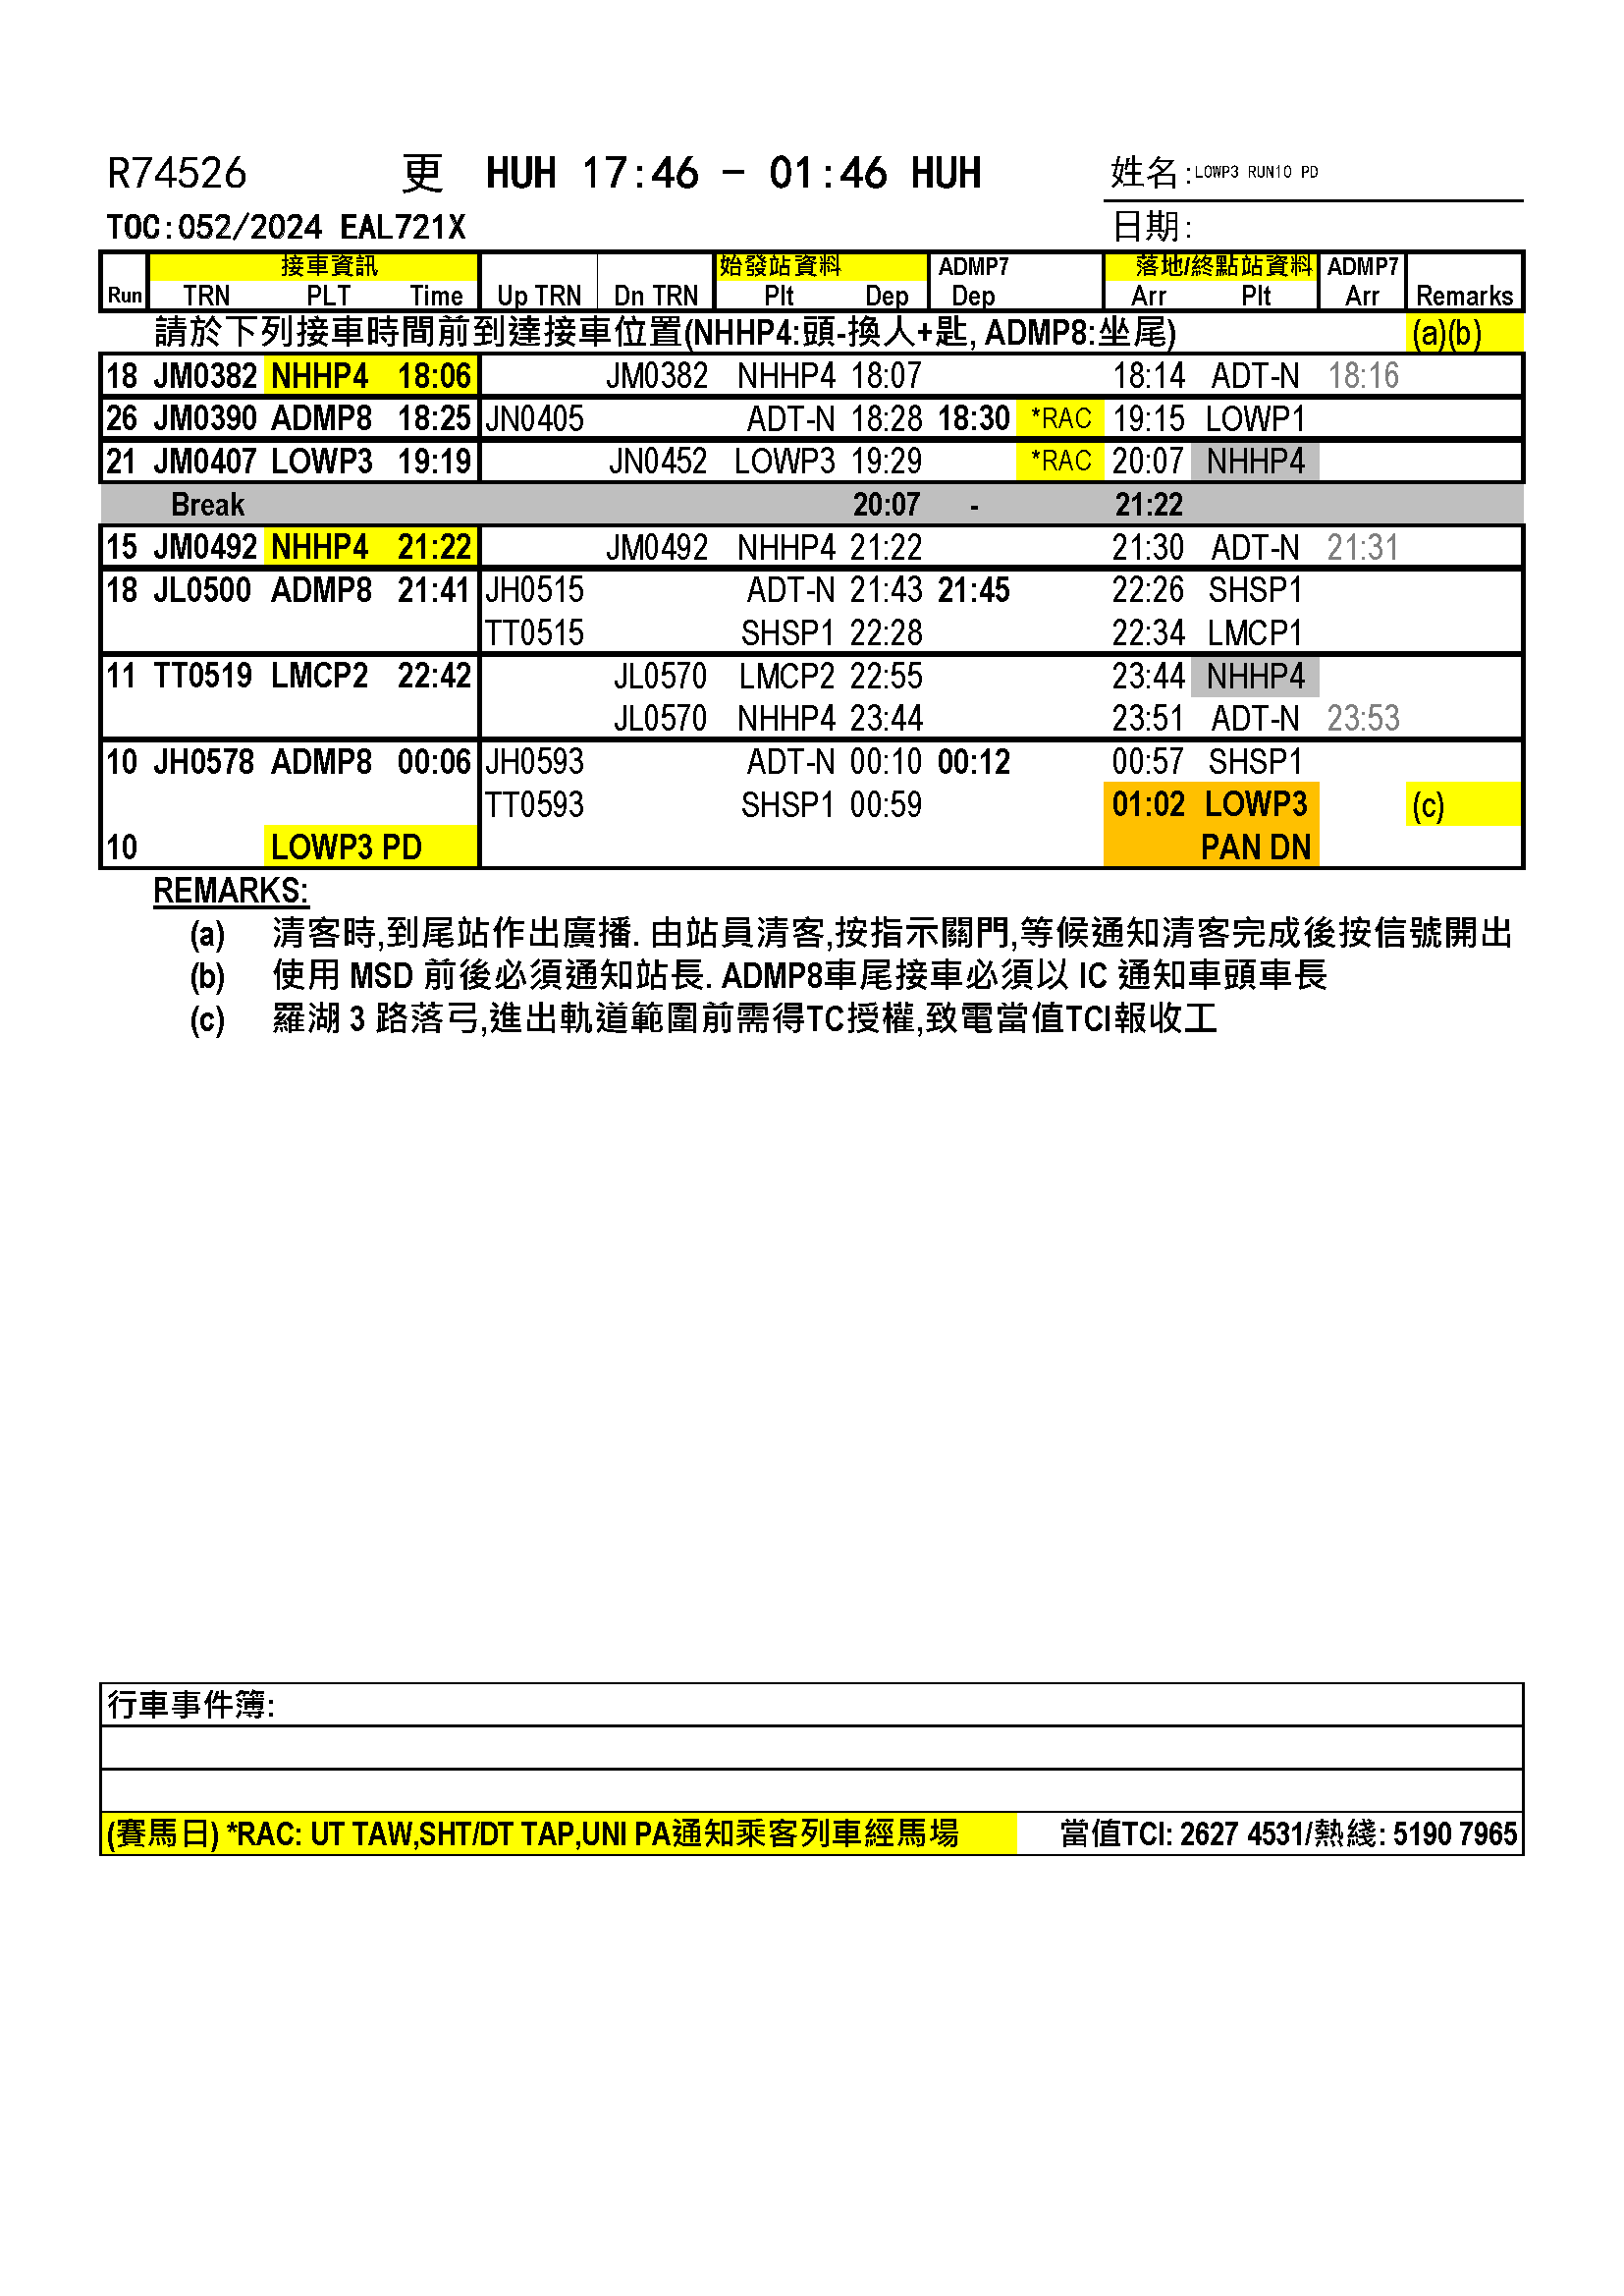 R74526 更 HUH 17:46 - 01:46 HUH 姓名:LOWP3 RUN10 PD
TOC:052/2024 EAL721X 日期:
接車資訊 始發站資料 ADMP7 落地/終點站資料 ADMP7
Run TRN PLT Time Up TRN Dn TRN Plt Dep Dep Arr Plt Arr Remarks
請於下列接車時間前到達接車位置(NHHP4:頭-換人+匙, ADMP8:坐尾) (a)(b)
18 JM0382 NHHP4 18:06 JM0382 NHHP4 18:07 18:14 ADT-N 18:16
26 JM0390 ADMP8 18:25 JN0405 ADT-N 18:28 18:30 *RAC 19:15 LOWP1
21 JM0407 LOWP3 19:19 JN0452 LOWP3 19:29 *RAC 20:07 NHHP4
Break 20:07 - 21:22
15 JM0492 NHHP4 21:22 JM0492 NHHP4 21:22 21:30 ADT-N 21:31
18 JL0500 ADMP8 21:41 JH0515 ADT-N 21:43 21:45 22:26 SHSP1
TT0515 SHSP1 22:28 22:34 LMCP1
11 TT0519 LMCP2 22:42 JL0570 LMCP2 22:55 23:44 NHHP4
JL0570 NHHP4 23:44 23:51 ADT-N 23:53
10 JH0578 ADMP8 00:06 JH0593 ADT-N 00:10 00:12 00:57 SHSP1
TT0593 SHSP1 00:59 01:02 LOWP3 (c)
10 LOWP3 PD PAN DN
REMARKS:
(a) 清客時,到尾站作出廣播. 由站員清客,按指示關門,等候通知清客完成後按信號開出
(b) 使用 MSD 前後必須通知站長. ADMP8車尾接車必須以 IC 通知車頭車長
(c) 羅湖 3 路落弓,進出軌道範圍前需得TC授權,致電當值TCI報收工
行車事件簿:
(賽馬日) *RAC: UT TAW,SHT/DT TAP,UNI PA通知乘客列車經馬場 當值TCI: 2627 4531/熱綫: 5190 7965